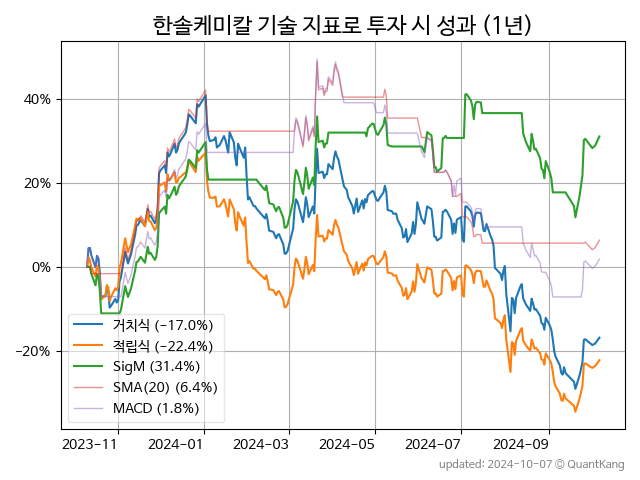 한솔케미칼 기술 지표로 투자 시 성과 (1년)
40%
20%
0%
−20%
거치식 (−17.0%)
적립식 (−22.4%)
SigM (31.4%)
SMA(20) (6.4%)
MACD (1.8%)
2023-11
2024-01
2024-03
2024-05
2024-07
2024-09
updated: 2024-10-07 © QuantKang